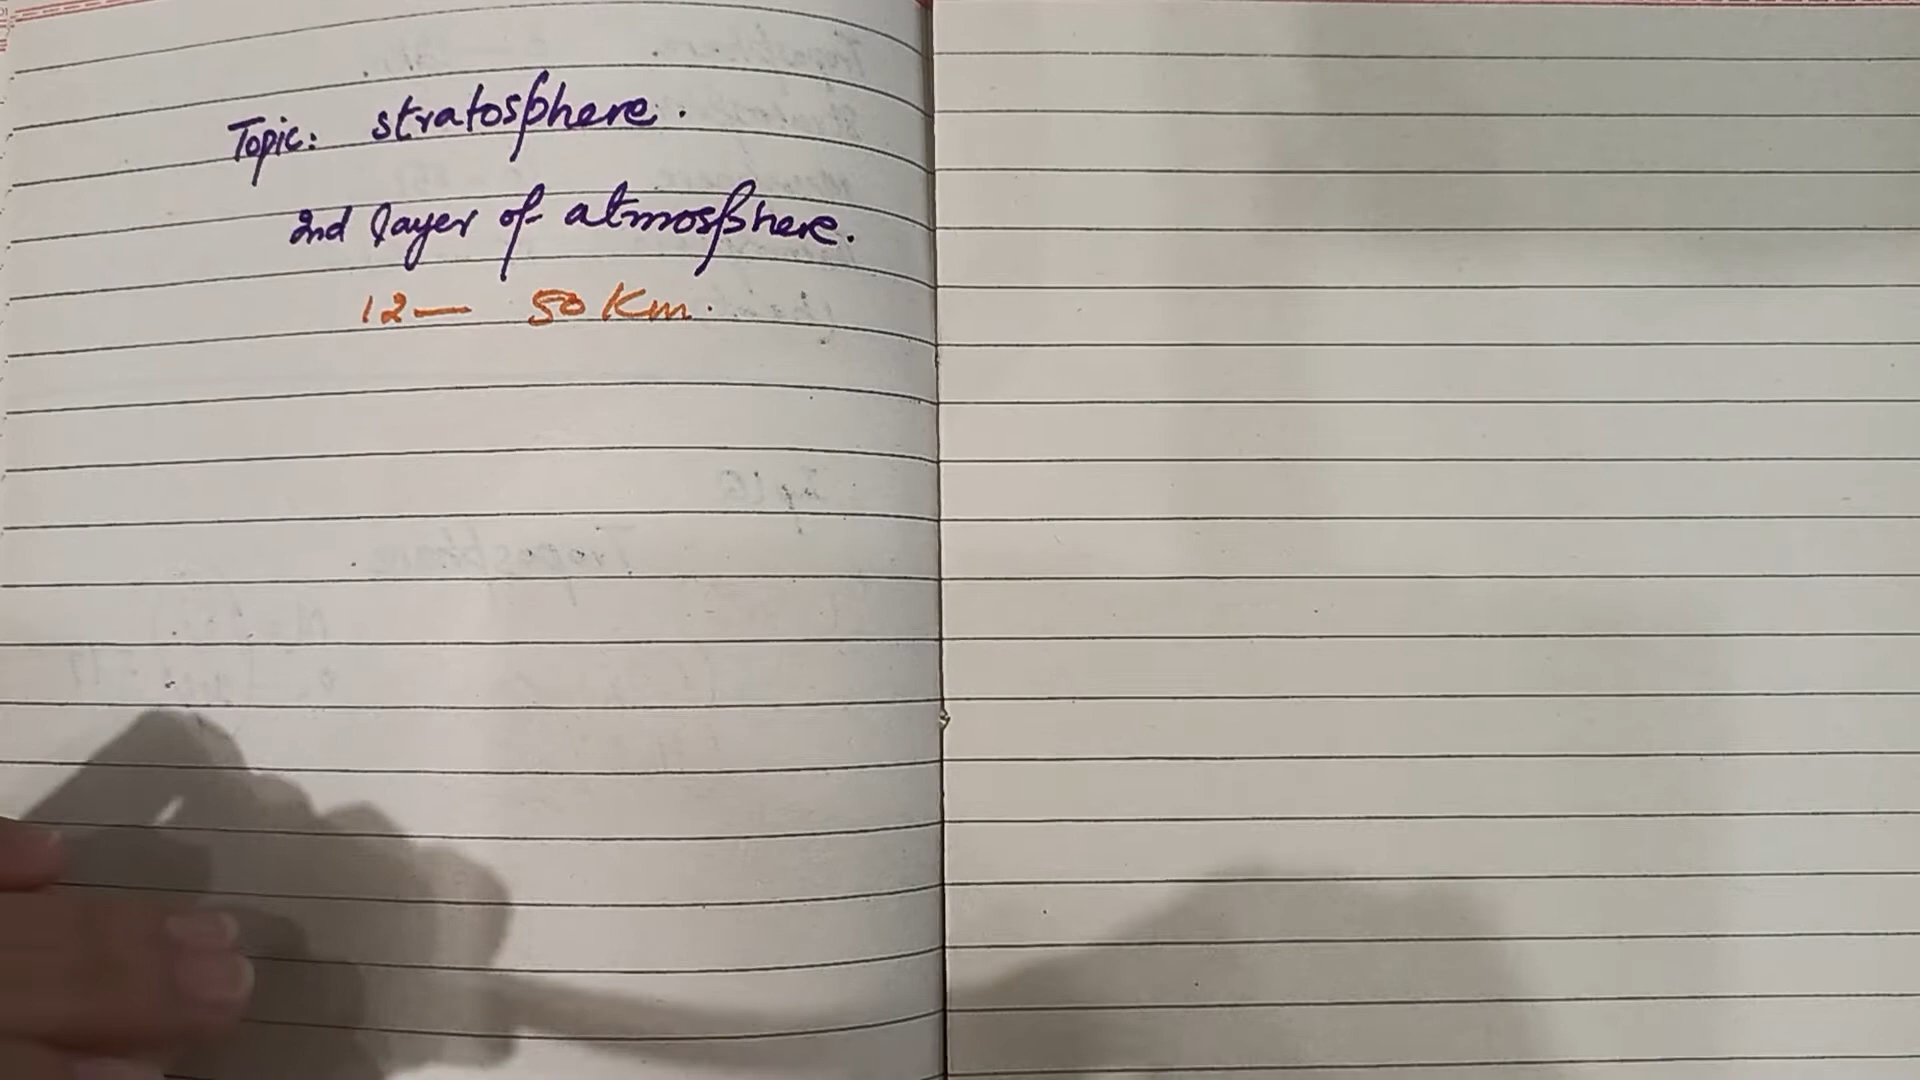 Topic: stratosphere.
2nd layer of atmosphere.
12— 50 Km.